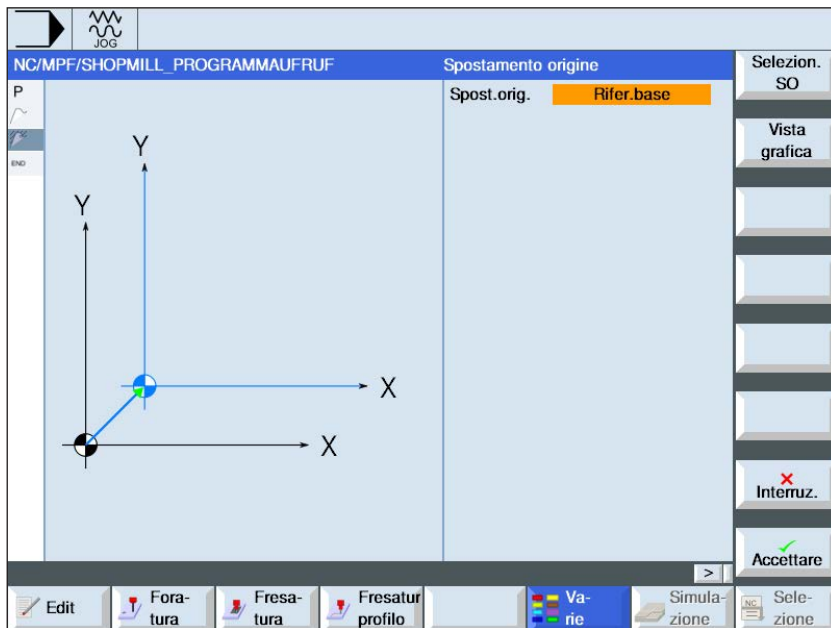 JOG
NC/MPF/SHOPMILL_PROGRAMMAUFRUF
Spostamento origine
P
END
Spost.orig.
Rifer.base
Y
Y
X
X
Selezion.
SO
Vista
grafica
Interruz.
Accettare
>
Edit
Fora-
tura
Fresa-
tura
Fresatur
profilo
Va-
rie
Simula-
zione
NC
Sele-
zione